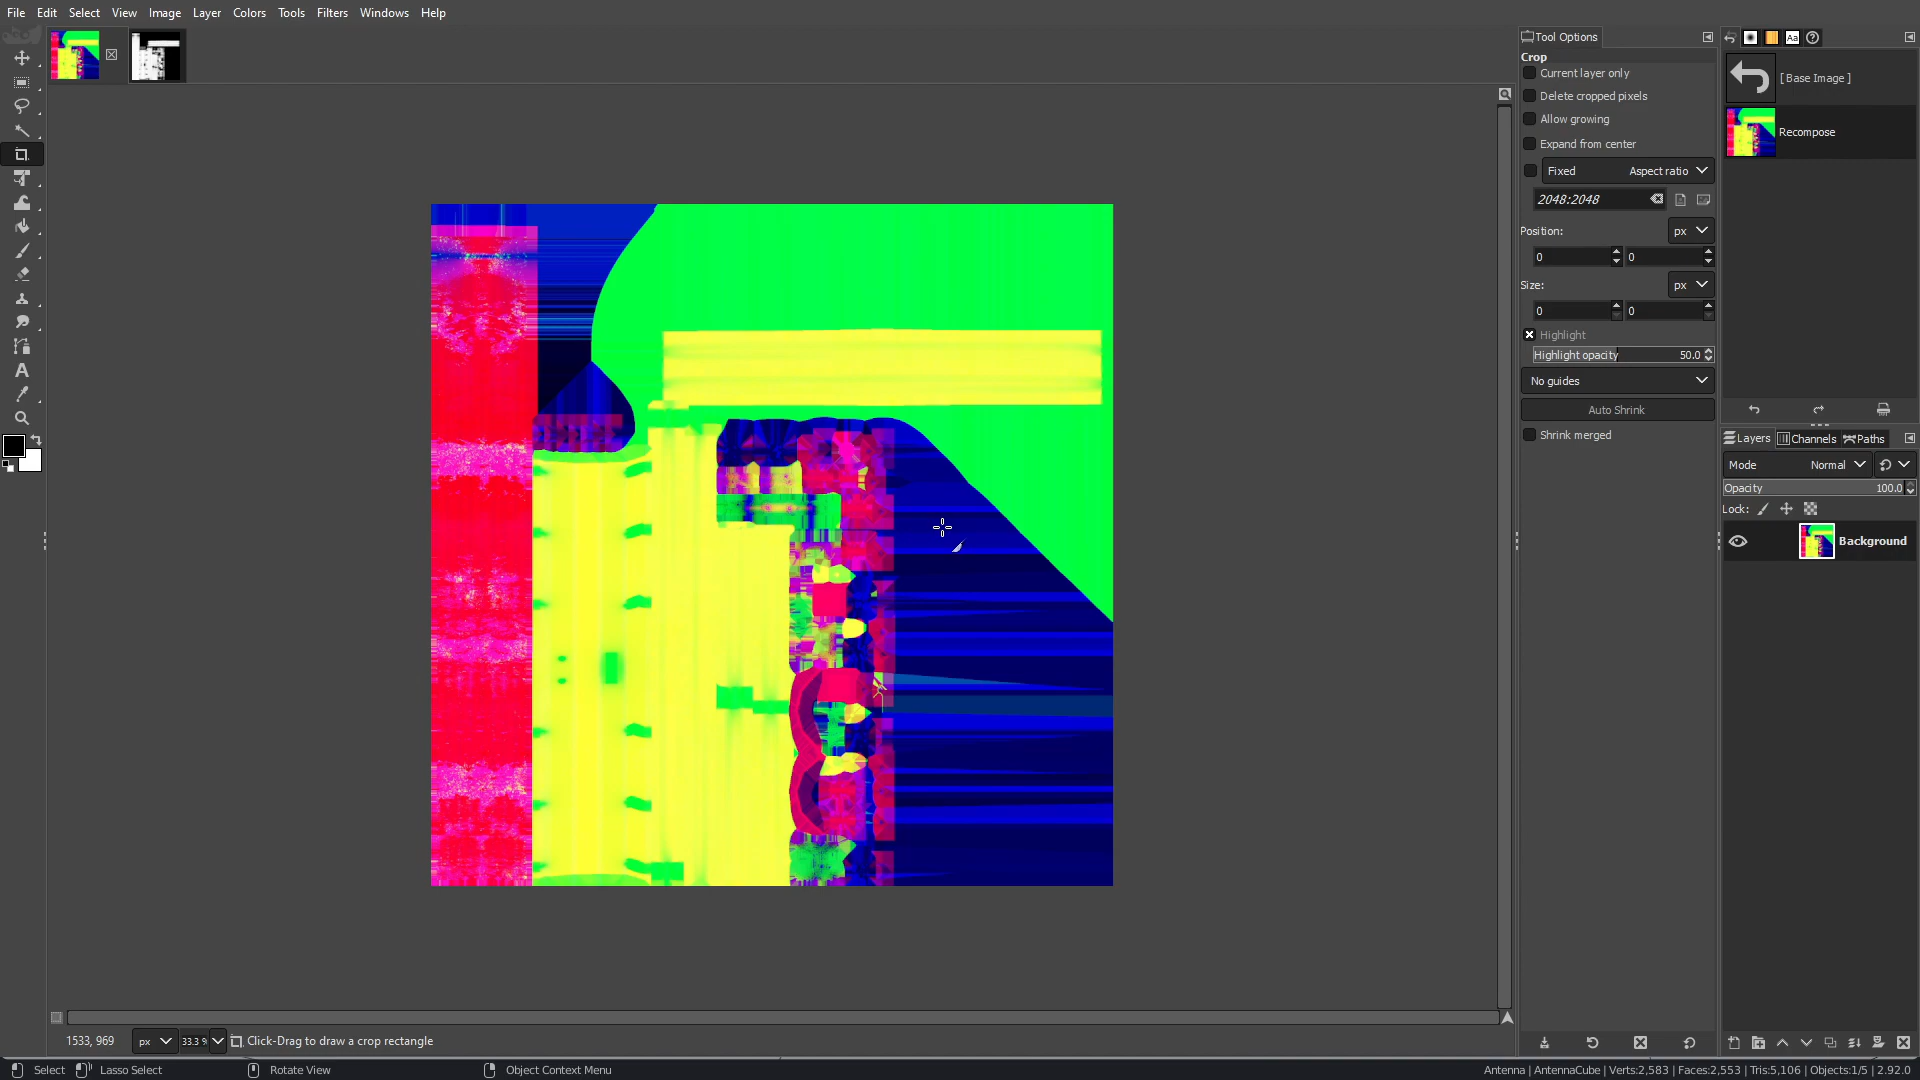 File Edit Select View Image Layer Colors Tools Filters Windows Help
Tool Options
Crop
Current layer only
Delete cropped pixels
Allow growing
Expand from center
Fixed Aspect ratio
2048:2048
Position: px
0 0
Size: px
0 0
Highlight
Highlight opacity 50.0
No guides
Auto Shrink
Shrink merged
[ Base Image ]
Recompose
Layers Channels Paths
Mode Normal
Opacity 100.0
Lock:
Background
1533, 969 px 33.3 % Click-Drag to draw a crop rectangle
Select Lasso Select Rotate View Object Context Menu Antenna | AntennaCube | Verts:2,583 | Faces:2,553 | Tris:5,106 | Objects:1/5 | 2.92.0